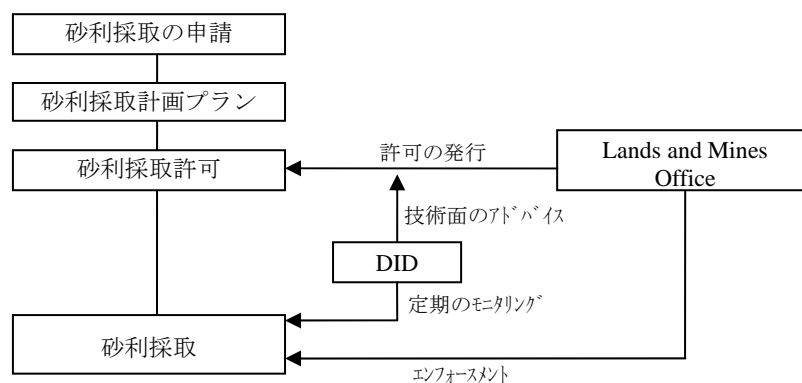 砂利採取の申請
砂利採取計画プラン
砂利採取許可
許可の発行
Lands and Mines
Office
技術面のｱﾄﾞﾊﾞｲｽ
DID
定期のﾓﾆﾀﾘﾝｸﾞ
砂利採取
ｴﾝﾌｫｰｽﾒﾝﾄ